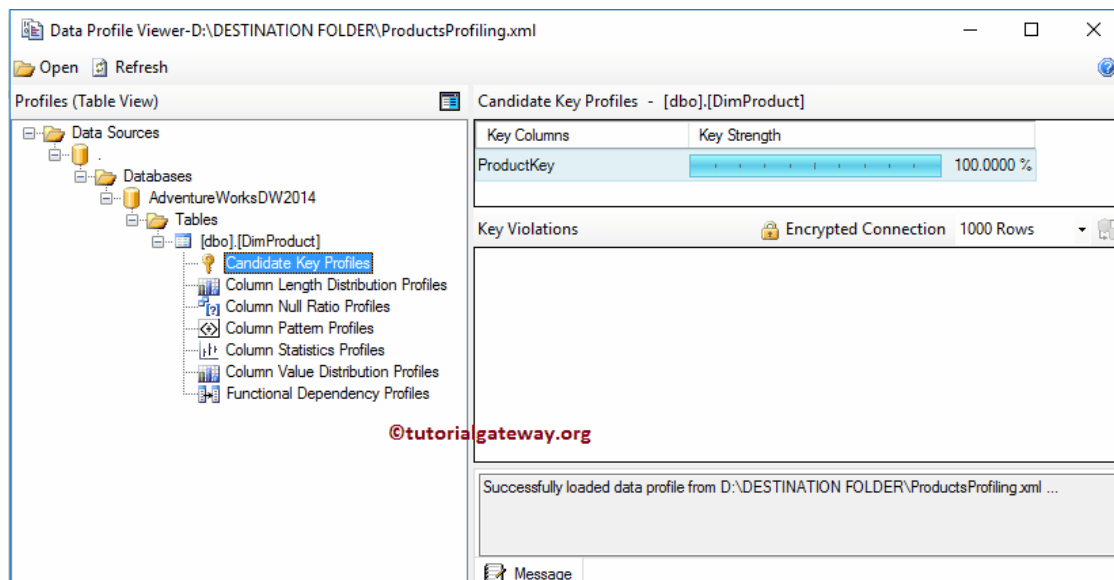 Data Profile Viewer-D:\DESTINATION FOLDER\ProductsProfiling.xml
Open Refresh
Profiles (Table View)
Data Sources
.
Databases
AdventureWorksDW2014
Tables
[dbo].[DimProduct]
Candidate Key Profiles
Column Length Distribution Profiles
Column Null Ratio Profiles
Column Pattern Profiles
Column Statistics Profiles
Column Value Distribution Profiles
Functional Dependency Profiles
Candidate Key Profiles - [dbo].[DimProduct]
Key Columns Key Strength
ProductKey 100.0000 %
Key Violations Encrypted Connection 1000 Rows
©tutorialgateway.org
Successfully loaded data profile from D:\DESTINATION FOLDER\ProductsProfiling.xml ...
Message